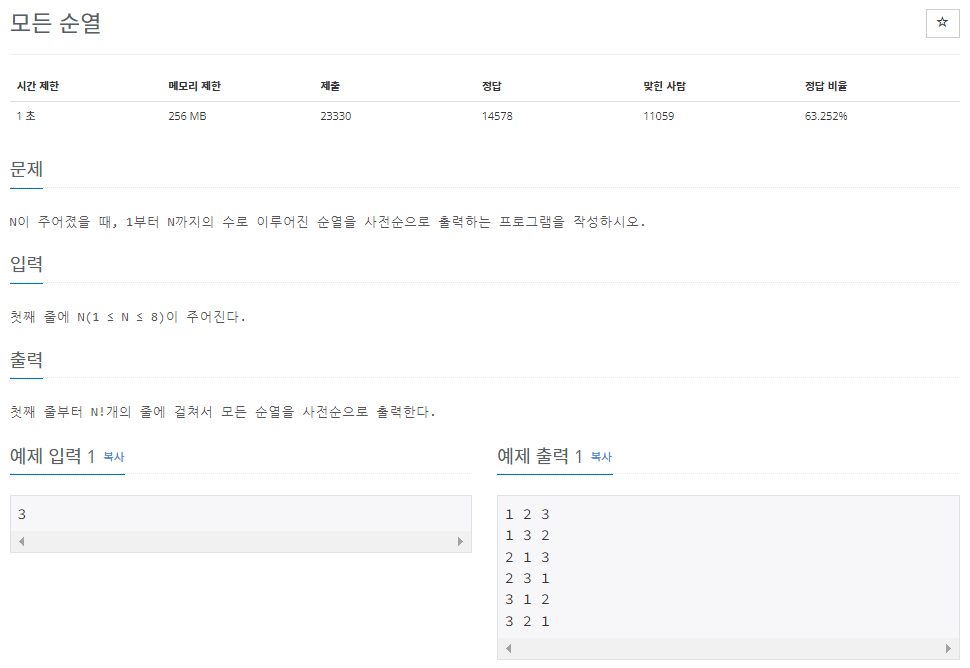 모든 순열
☆
시간 제한 메모리 제한 제출 정답 맞힌 사람 정답 비율
1 초 256 MB 23330 14578 11059 63.252%
문제
N이 주어졌을 때, 1부터 N까지의 수로 이루어진 순열을 사전순으로 출력하는 프로그램을 작성하시오.
입력
첫째 줄에 N(1 ≤ N ≤ 8)이 주어진다.
출력
첫째 줄부터 N!개의 줄에 걸쳐서 모든 순열을 사전순으로 출력한다.
예제 입력 1 복사
3
예제 출력 1 복사
1 2 3
1 3 2
2 1 3
2 3 1
3 1 2
3 2 1